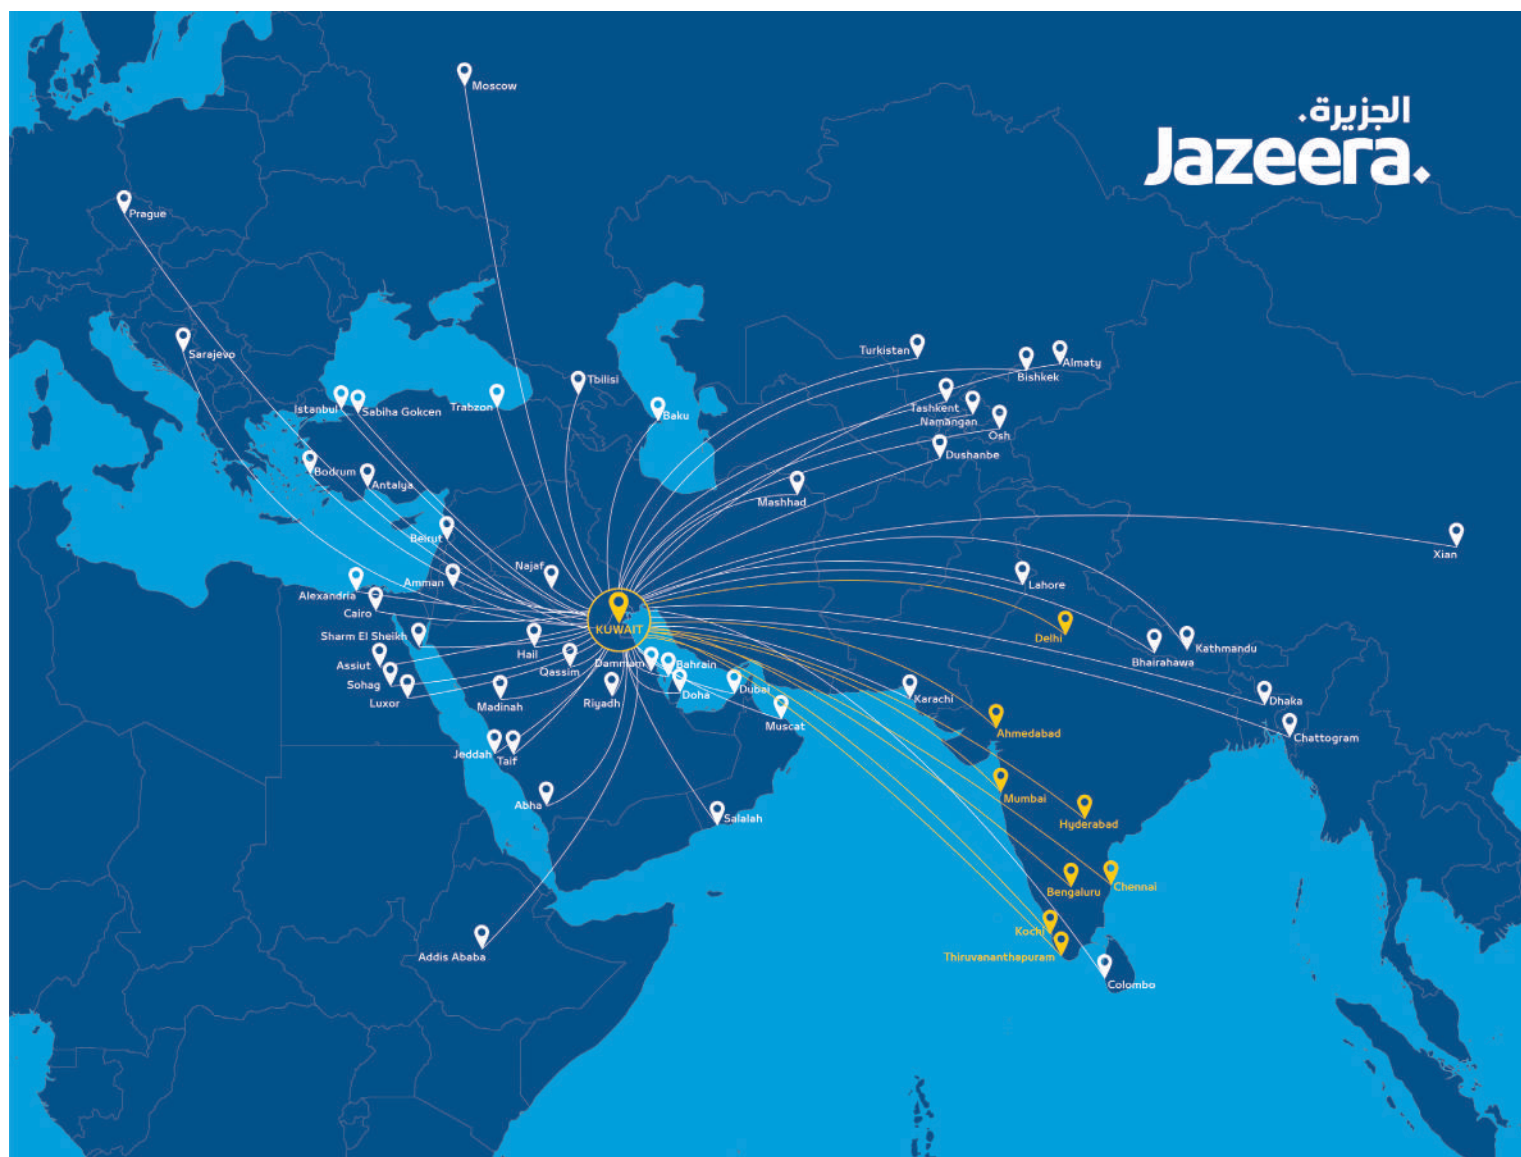 Moscow
الجزيرة.
Jazeera.
Prague
Sarajevo
Turkistan
Almaty
Bishkek
Tbilisi
Istanbul
Sabiha Gokcen
Trabzon
Baku
Tashkent
Namangan
Osh
Dushanbe
Bodrum
Antalya
Mashhad
Beirut
Xian
Najaf
Amman
Lahore
Alexandria
Cairo
KUWAIT
Sharm El Sheikh
Delhi
Kathmandu
Hail
Bhairahawa
Assiut
Dammam
Bahrain
Qassim
Sohag
Dubai
Doha
Karachi
Luxor
Madinah
Riyadh
Dhaka
Muscat
Ahmedabad
Chattogram
Jeddah
Taif
Mumbai
Abha
Salalah
Hyderabad
Chennai
Bengaluru
Kochi
Addis Ababa
Thiruvananthapuram
Colombo